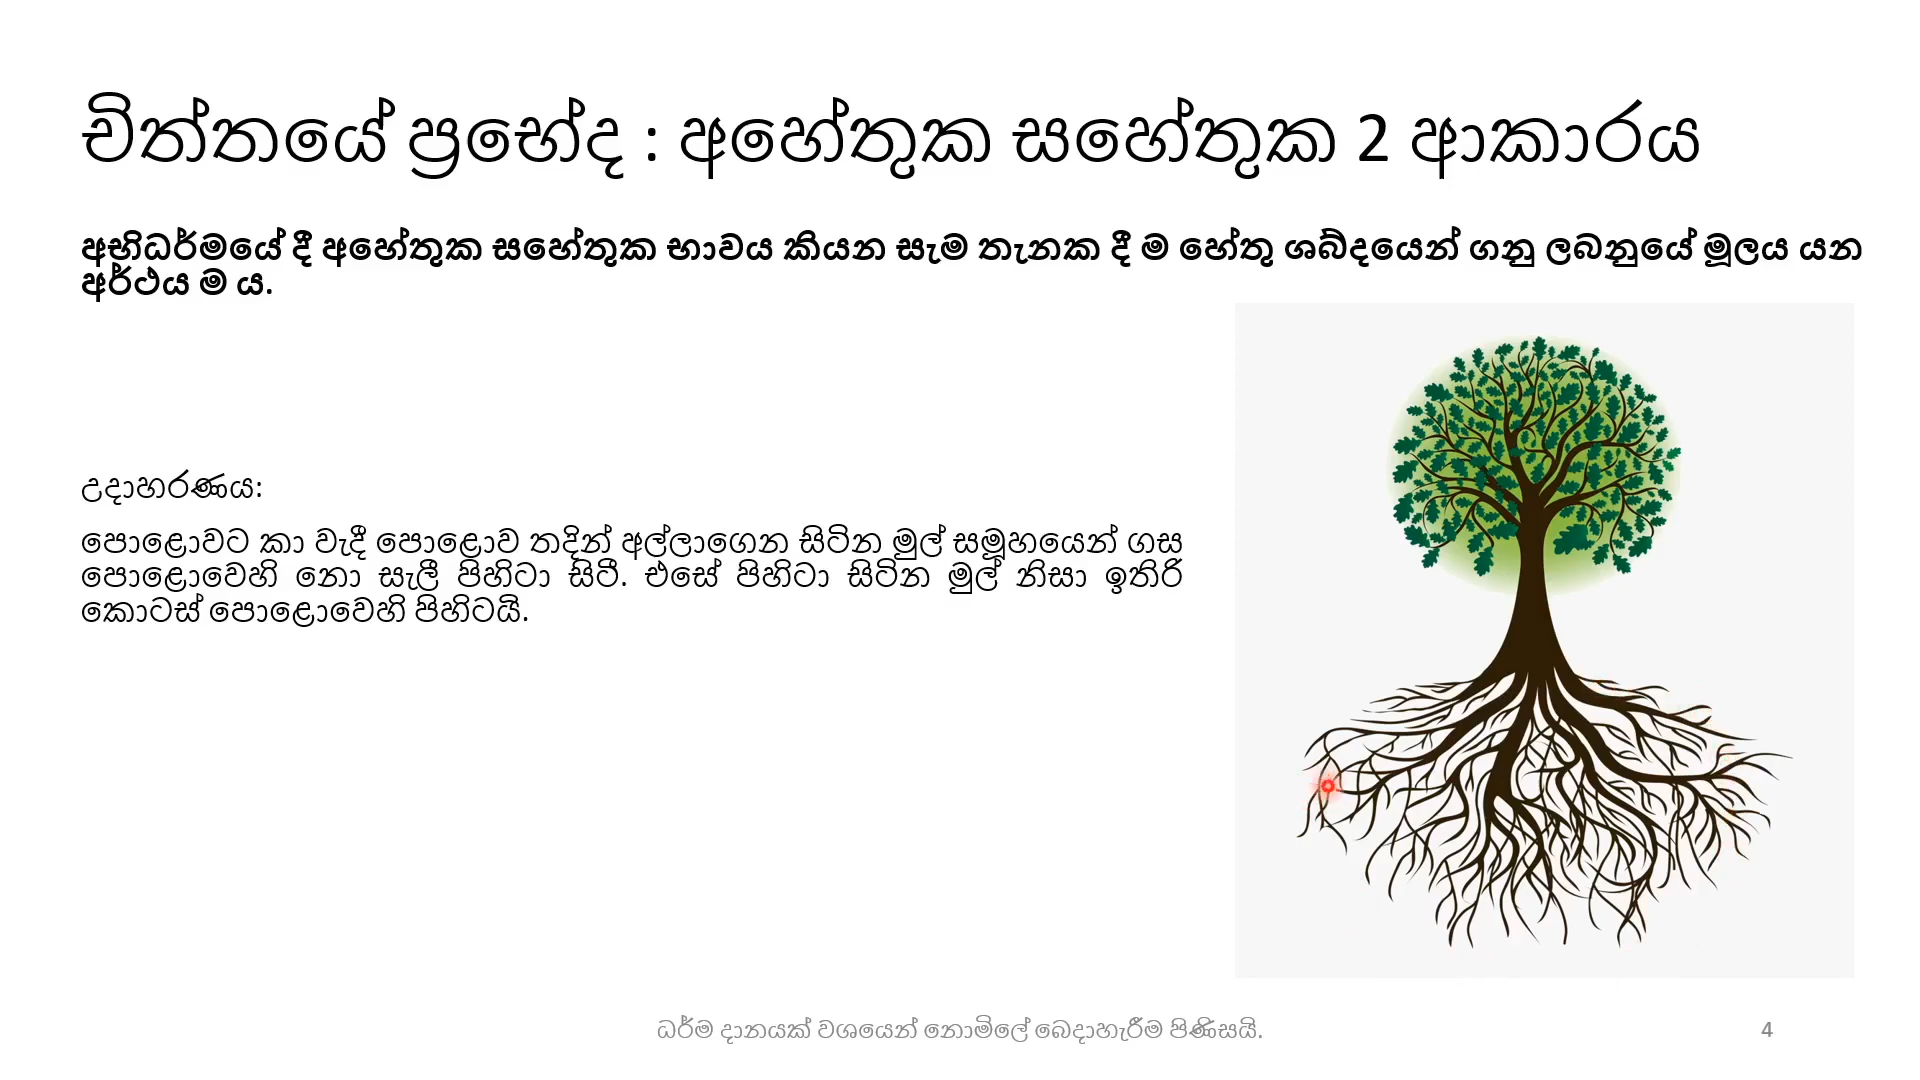 චිත්තයේ ප්‍රභේද : අහේතුක සහේතුක 2 ආකාරය
අභිධර්මයේ දී අහේතුක සහේතුක භාවය කියන සැම තැනක දී ම හේතු ශබ්දයෙන් ගනු ලබනුයේ මූලය යන
අර්ථය ම ය.
උදාහරණය:
පොළොවට කා වැදී පොළොව තදින් අල්ලාගෙන සිටින මුල් සමූහයෙන් ගස
පොළොවෙහි නො සැලී පිහිටා සිටී. එසේ පිහිටා සිටින මුල් නිසා ඉතිරි
කොටස් පොළොවෙහි පිහිටයි.
ධර්ම දානයක් වශයෙන් නොමිලේ බෙදාහැරීම පිණිසයි.
4